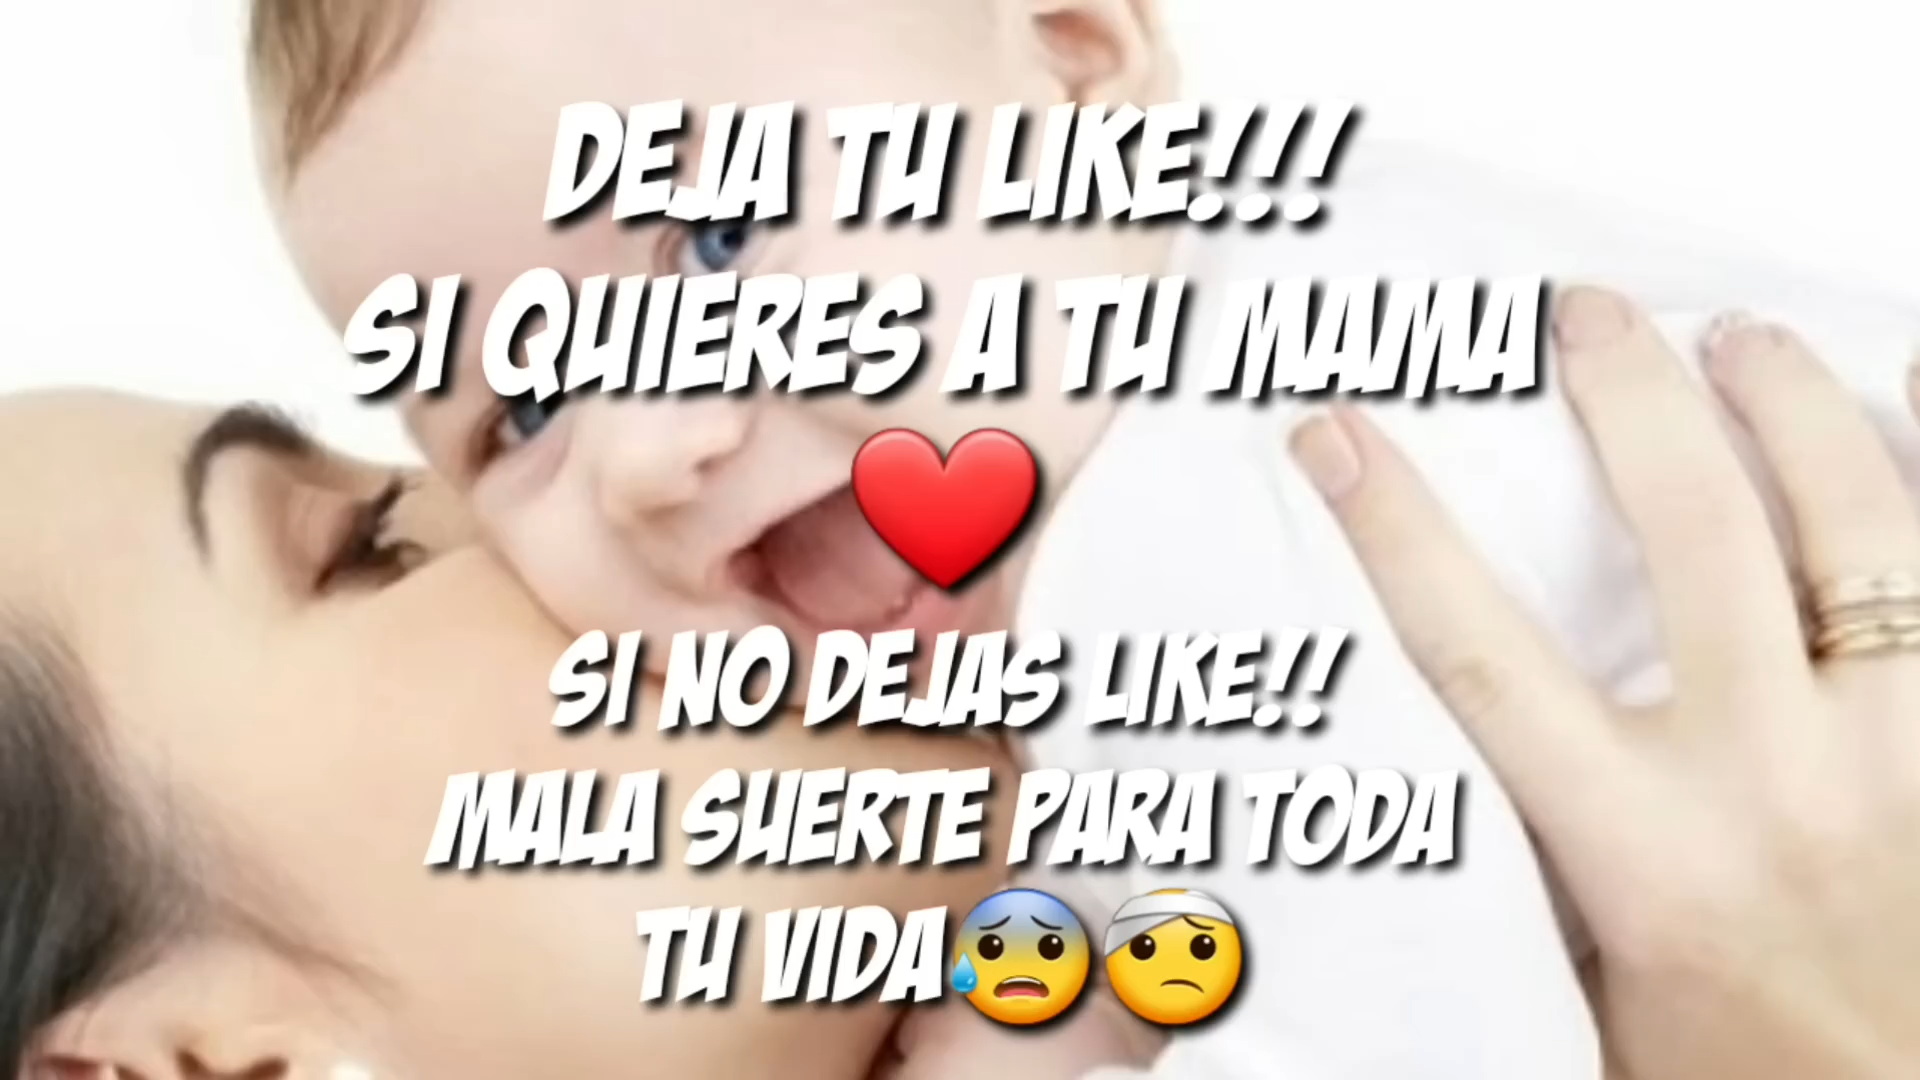 DEJA TU LIKE!!!
SI QUIERES A TU MAMA
❤️
SI NO DEJAS LIKE!!
MALA SUERTE PARA TODA
TU VIDA😰🤕